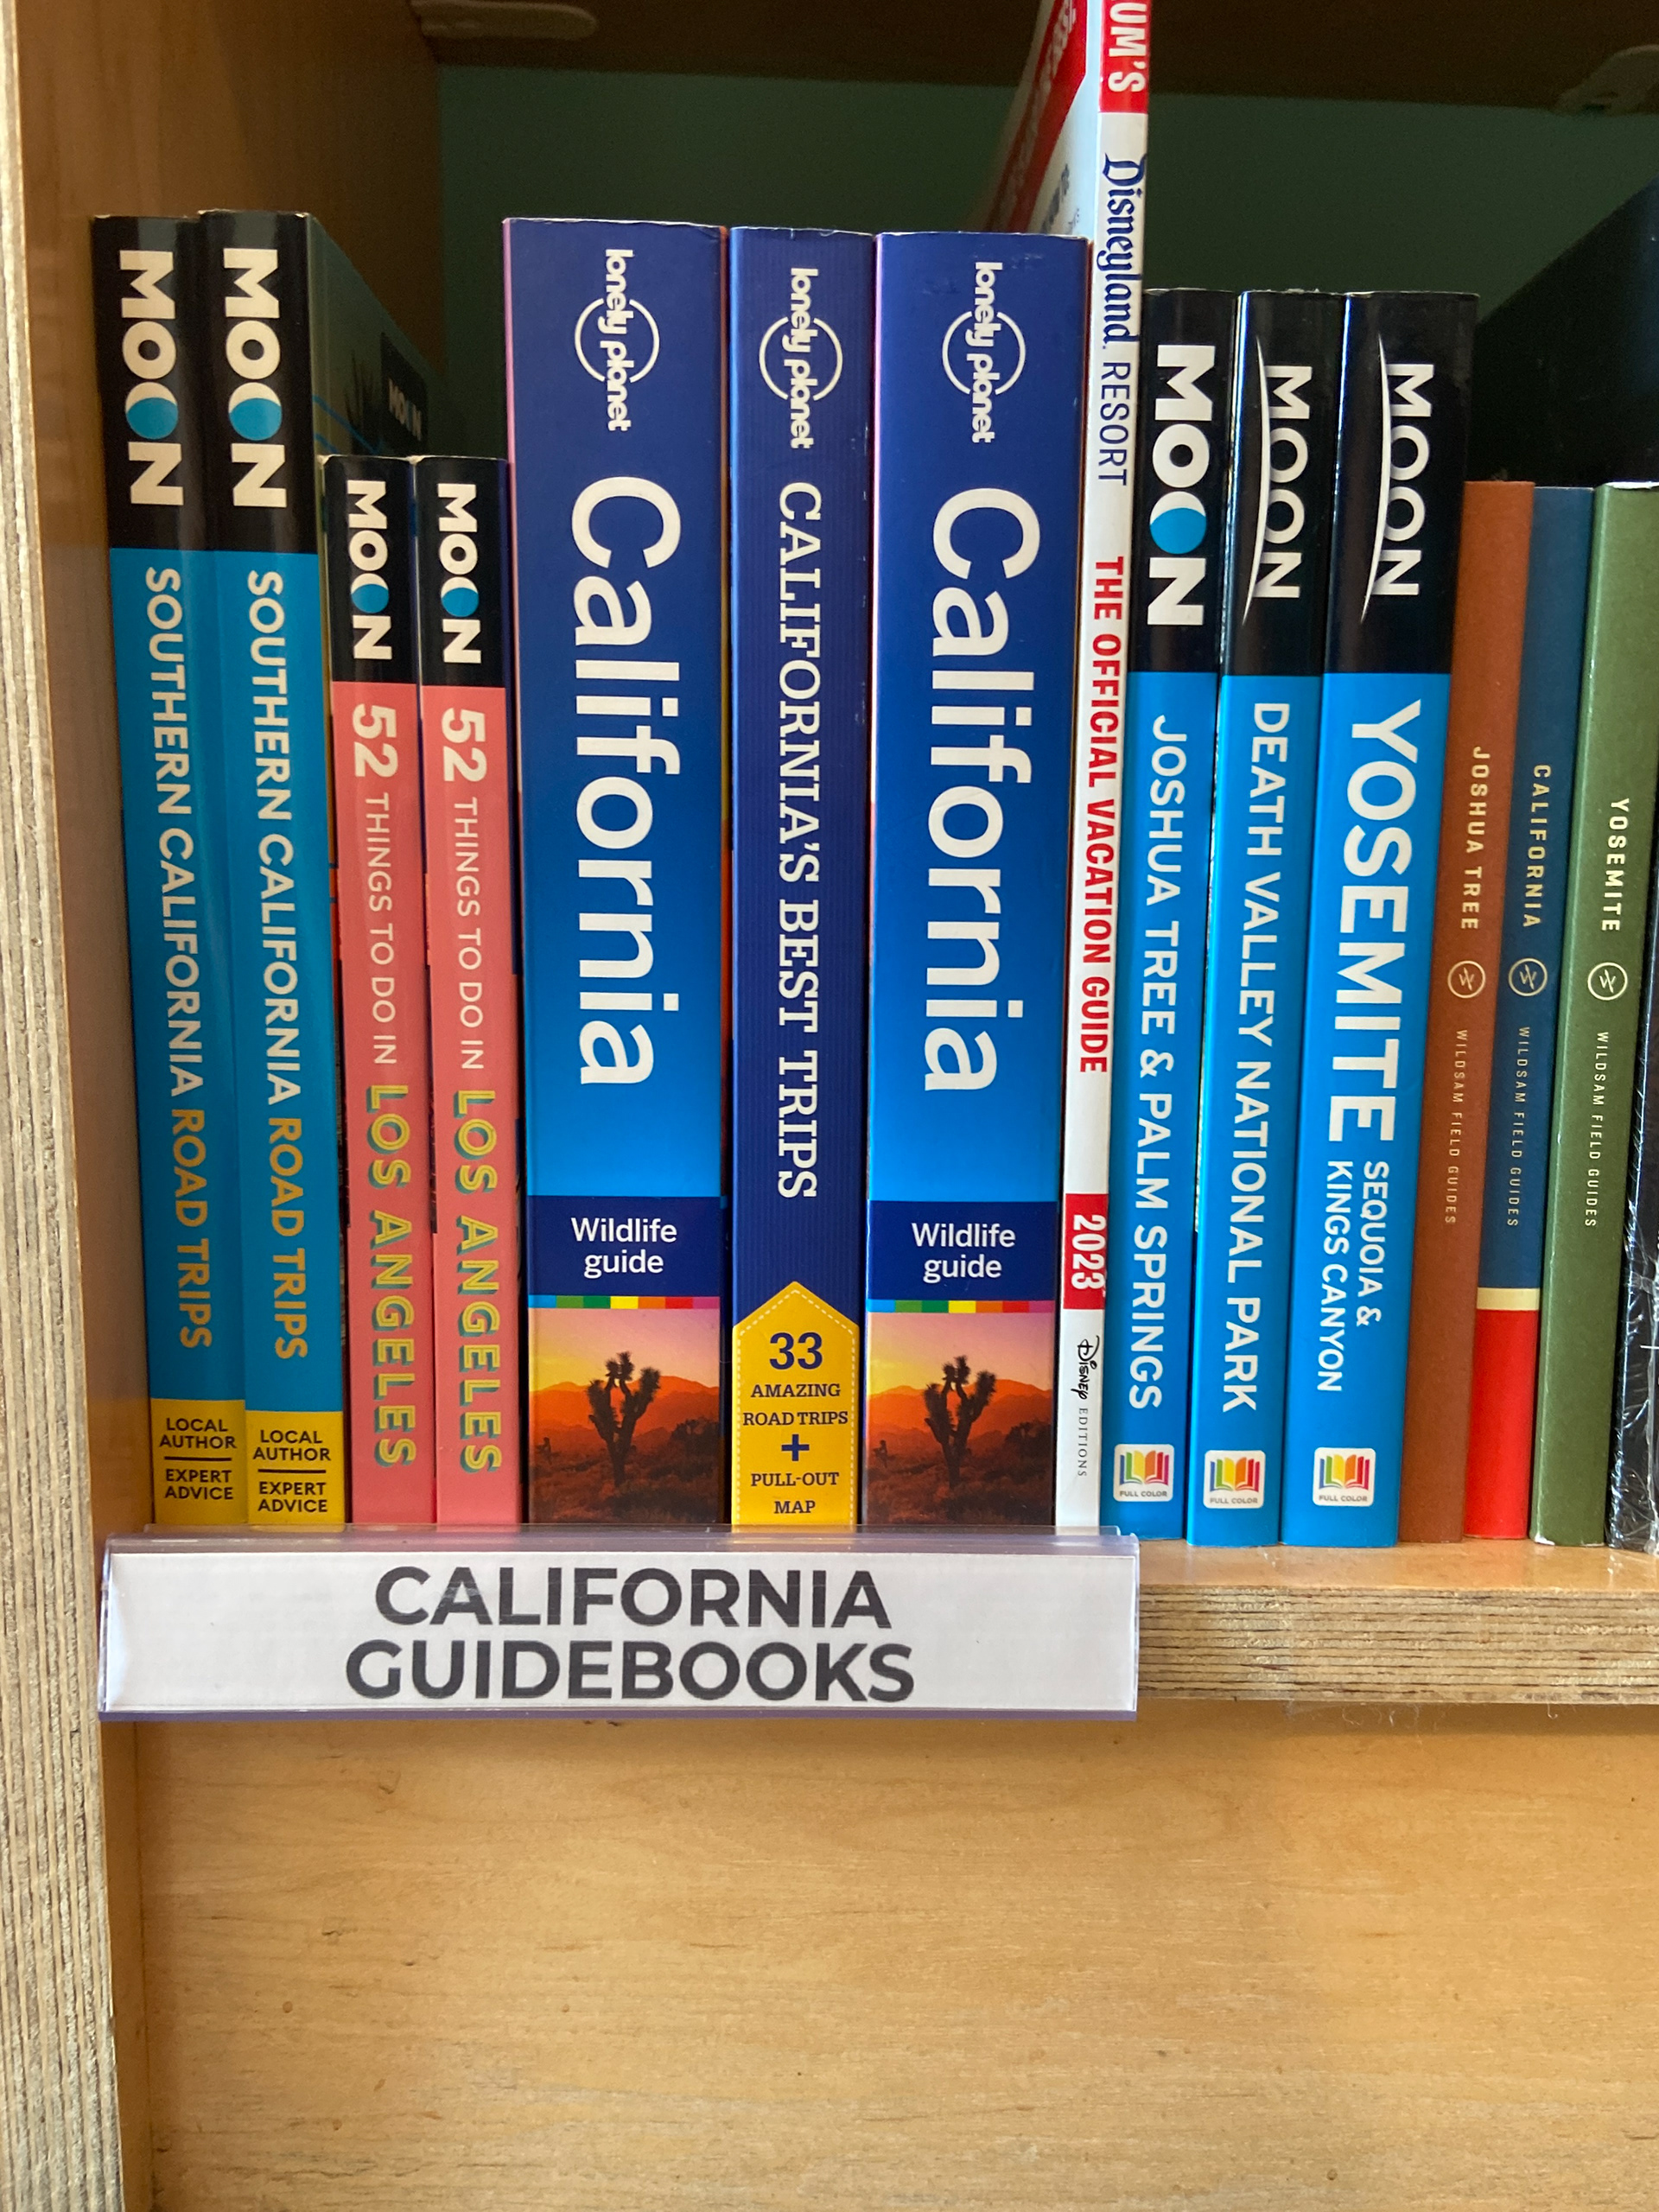 MOON SOUTHERN CALIFORNIA ROAD TRIPS
LOCAL
AUTHOR
EXPERT
ADVICE
MOON SOUTHERN CALIFORNIA ROAD TRIPS
LOCAL
AUTHOR
EXPERT
ADVICE
MOON
MOON 52 THINGS TO DO IN LOS ANGELES
MOON 52 THINGS TO DO IN LOS ANGELES
lonely planet California
Wildlife
guide
lonely planet CALIFORNIA'S BEST TRIPS
33
AMAZING
ROAD TRIPS
+
PULL-OUT
MAP
lonely planet California
Wildlife
guide
Disneyland RESORT THE OFFICIAL VACATION GUIDE 2023 Disney EDITIONS
MOON JOSHUA TREE & PALM SPRINGS
FULL COLOR
MOON DEATH VALLEY NATIONAL PARK
FULL COLOR
MOON YOSEMITE SEQUOIA &
KINGS CANYON
FULL COLOR
JOSHUA TREE WILDSAM FIELD GUIDES
CALIFORNIA WILDSAM FIELD GUIDES
YOSEMITE WILDSAM FIELD GUIDES
CALIFORNIA
GUIDEBOOKS